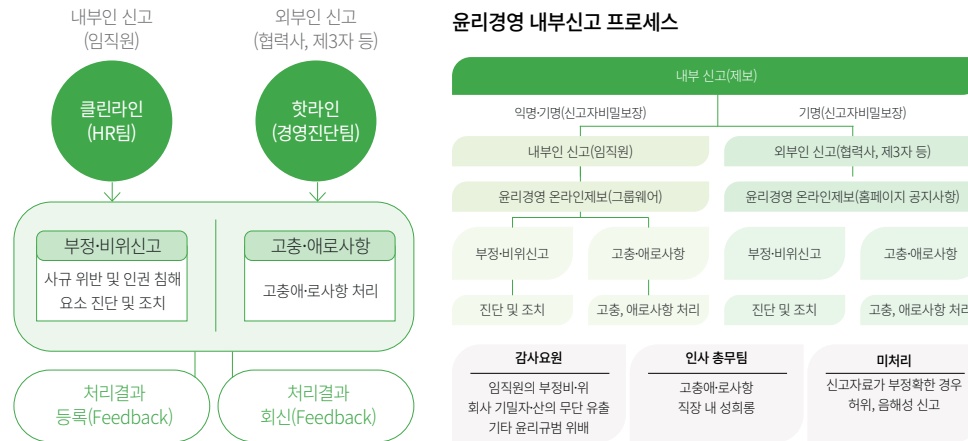 내부인 신고
(임직원)
외부인 신고
(협력사, 제3자 등)
클린라인
(HR팀)
핫라인
(경영진단팀)
부정·비위신고
사규 위반 및 인권 침해
요소 진단 및 조치
고충·애로사항
고충애·로사항 처리
처리결과
등록(Feedback)
처리결과
회신(Feedback)
윤리경영 내부신고 프로세스
내부 신고(제보)
익명·기명(신고자비밀보장)
기명(신고자비밀보장)
내부인 신고(임직원)
외부인 신고(협력사, 제3자 등)
윤리경영 온라인제보(그룹웨어)
윤리경영 온라인제보(홈페이지 공지사항)
부정·비위신고
고충·애로사항
부정·비위신고
고충·애로사항
진단 및 조치
고충, 애로사항 처리
진단 및 조치
고충, 애로사항 처리
감사요원
임직원의 부정비·위
회사 기밀자·산의 무단 유출
기타 윤리규범 위배
인사 총무팀
고충애·로사항
직장 내 성희롱
미처리
신고자료가 부정확한 경우
허위, 음해성 신고